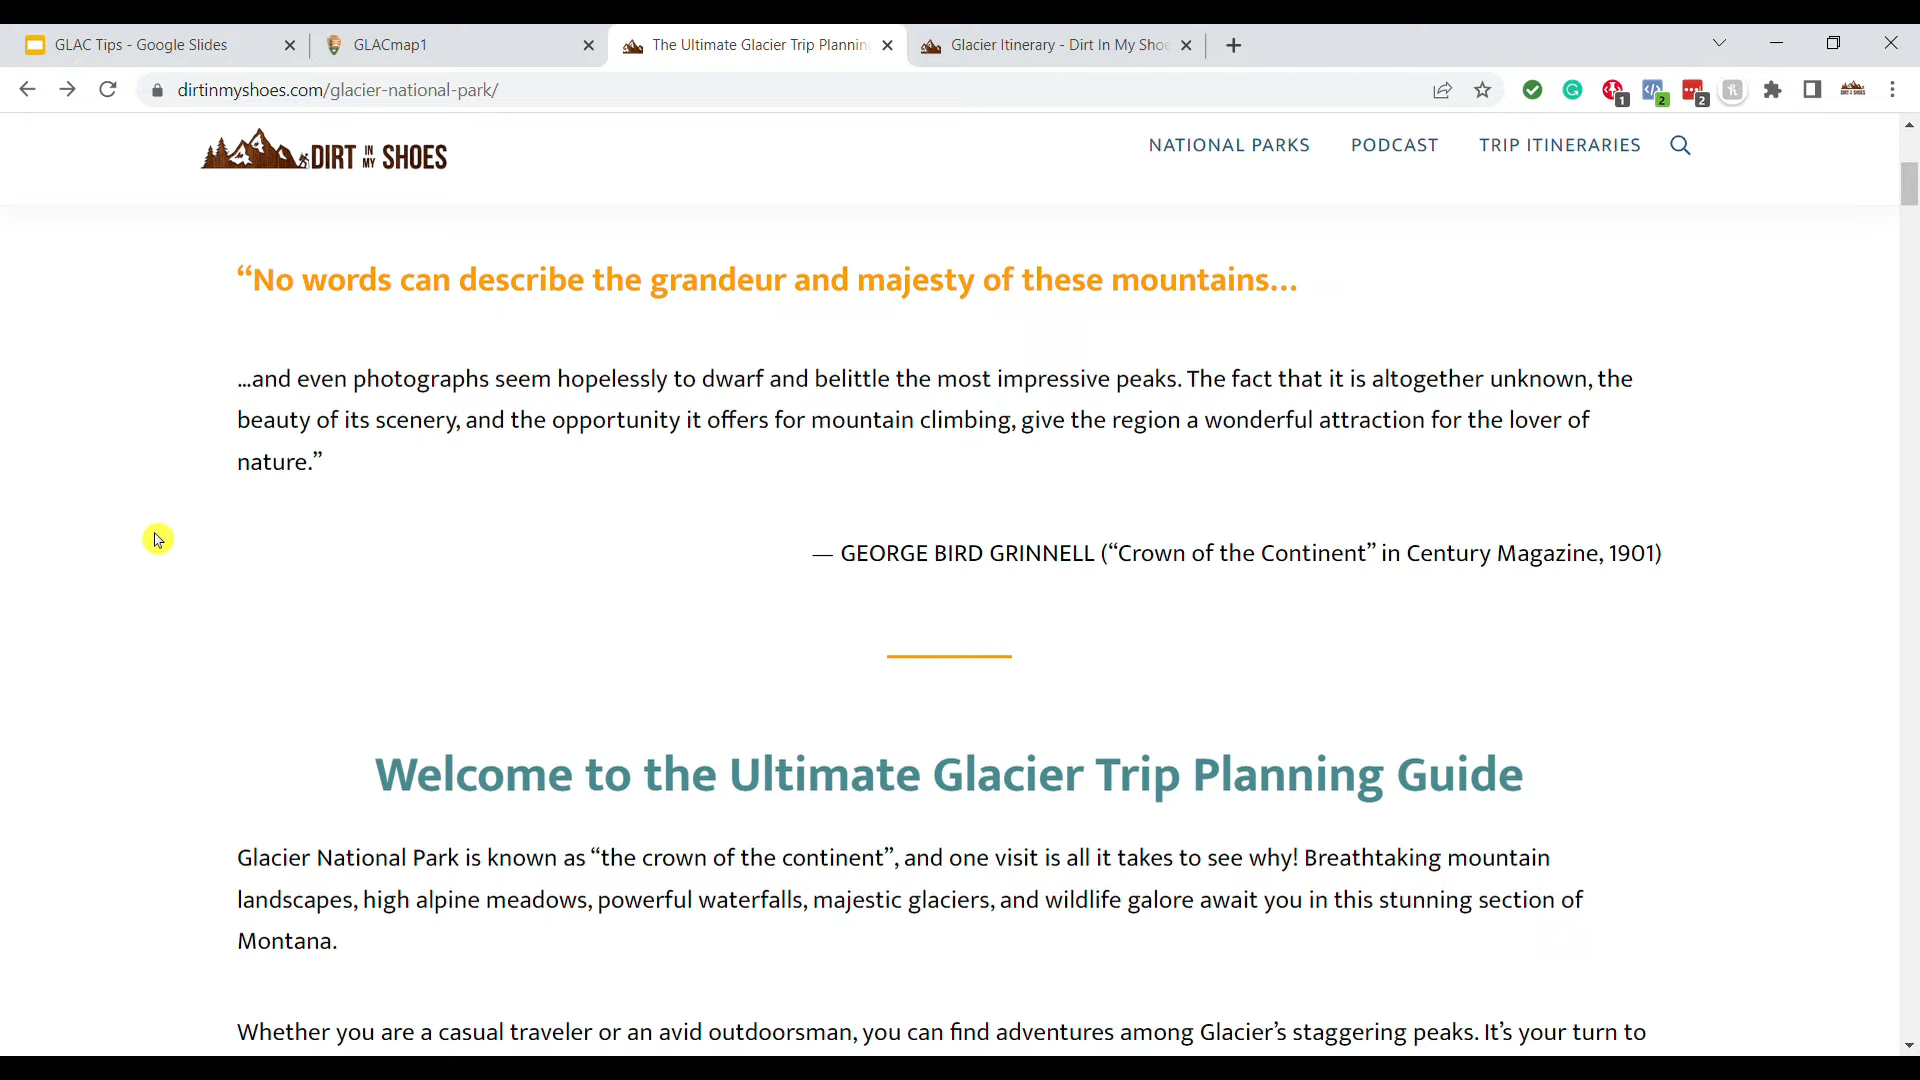 GLAC Tips - Google Slides
GLACmap1
The Ultimate Glacier Trip Plannin
Glacier Itinerary - Dirt In My Shoe
dirtinmyshoes.com/glacier-national-park/
1
2
2
DIRT IN MY SHOES
NATIONAL PARKS
PODCAST
TRIP ITINERARIES
“No words can describe the grandeur and majesty of these mountains…
…and even photographs seem hopelessly to dwarf and belittle the most impressive peaks. The fact that it is altogether unknown, the
beauty of its scenery, and the opportunity it offers for mountain climbing, give the region a wonderful attraction for the lover of
nature.”
— GEORGE BIRD GRINNELL (“Crown of the Continent” in Century Magazine, 1901)
Welcome to the Ultimate Glacier Trip Planning Guide
Glacier National Park is known as “the crown of the continent”, and one visit is all it takes to see why! Breathtaking mountain
landscapes, high alpine meadows, powerful waterfalls, majestic glaciers, and wildlife galore await you in this stunning section of
Montana.
Whether you are a casual traveler or an avid outdoorsman, you can find adventures among Glacier’s staggering peaks. It’s your turn to